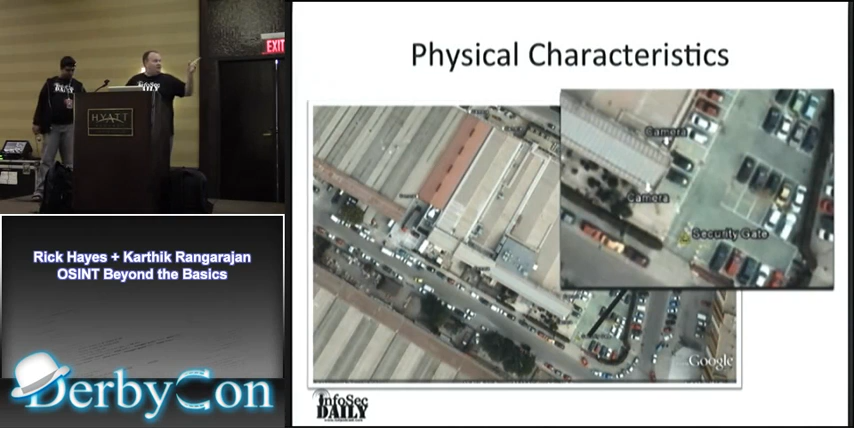 EXIT
DAILY
HYATT
Rick Hayes + Karthik Rangarajan
OSINT Beyond the Basics
DerbyCon
Physical Characteristics
Camera
Camera
Security Gate
Google
InfoSec
DAILY